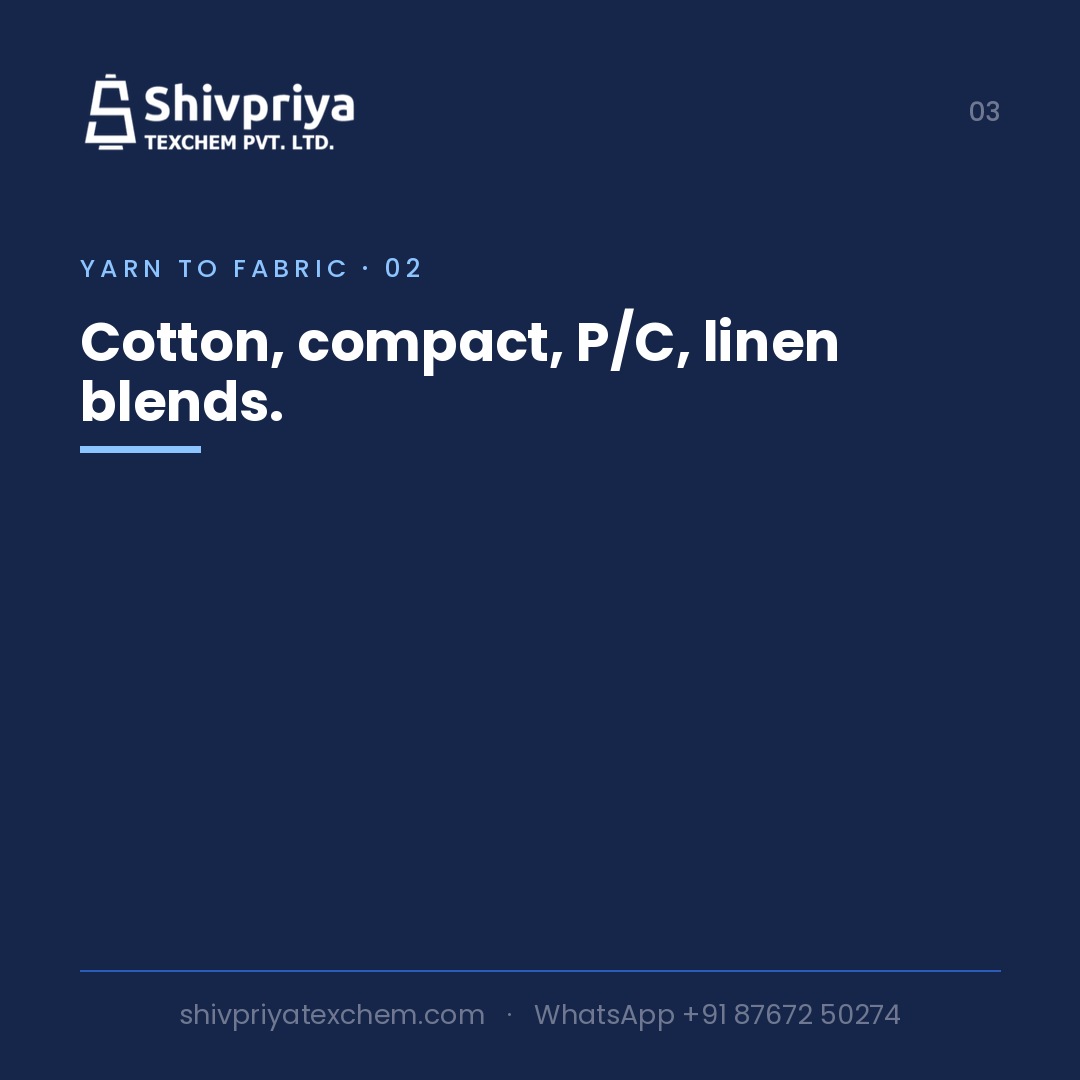 Shivpriya
TEXCHEM PVT. LTD.
03
YARN TO FABRIC · 02
Cotton, compact, P/C, linen
blends.
shivpriyatexchem.com · WhatsApp +91 87672 50274